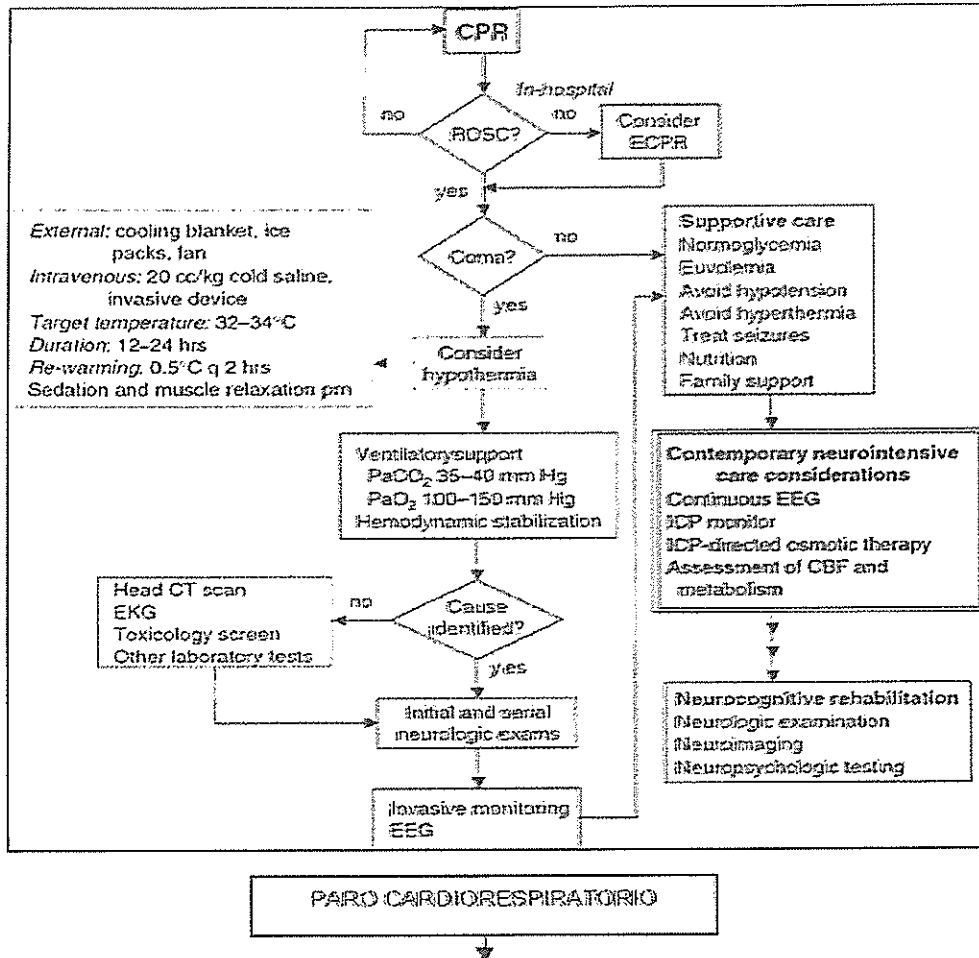 CPR
In-hospital
no
ROSC?
no
Consider
ECPR
yes
External: cooling blanket, ice
packs, fan
Intravenous: 20 cc/kg cold saline,
invasive device
Target temperature: 32–34°C
Duration: 12–24 hrs
Re-warming: 0.5°C q 2 hrs
Sedation and muscle relaxation prn
Coma?
no
yes
Consider
hypothermia
Supportive care
Normoglycemia
Euvolemia
Avoid hypotension
Avoid hyperthermia
Treat seizures
Nutrition
Family support
Ventilatory support
PaCO2 35–40 mm Hg
PaO2 100–150 mm Hg
Hemodynamic stabilization
Contemporary neurointensive
care considerations
Continuous EEG
ICP monitor
ICP-directed osmotic therapy
Assessment of CBF and
metabolism
Head CT scan
EKG
Toxicology screen
Other laboratory tests
no
Cause
identified?
yes
Initial and serial
neurologic exams
Invasive monitoring
EEG
Neurocognitive rehabilitation
Neurologic examination
Neuroimaging
Neuropsychologic testing
PARO CARDIORESPIRATORIO